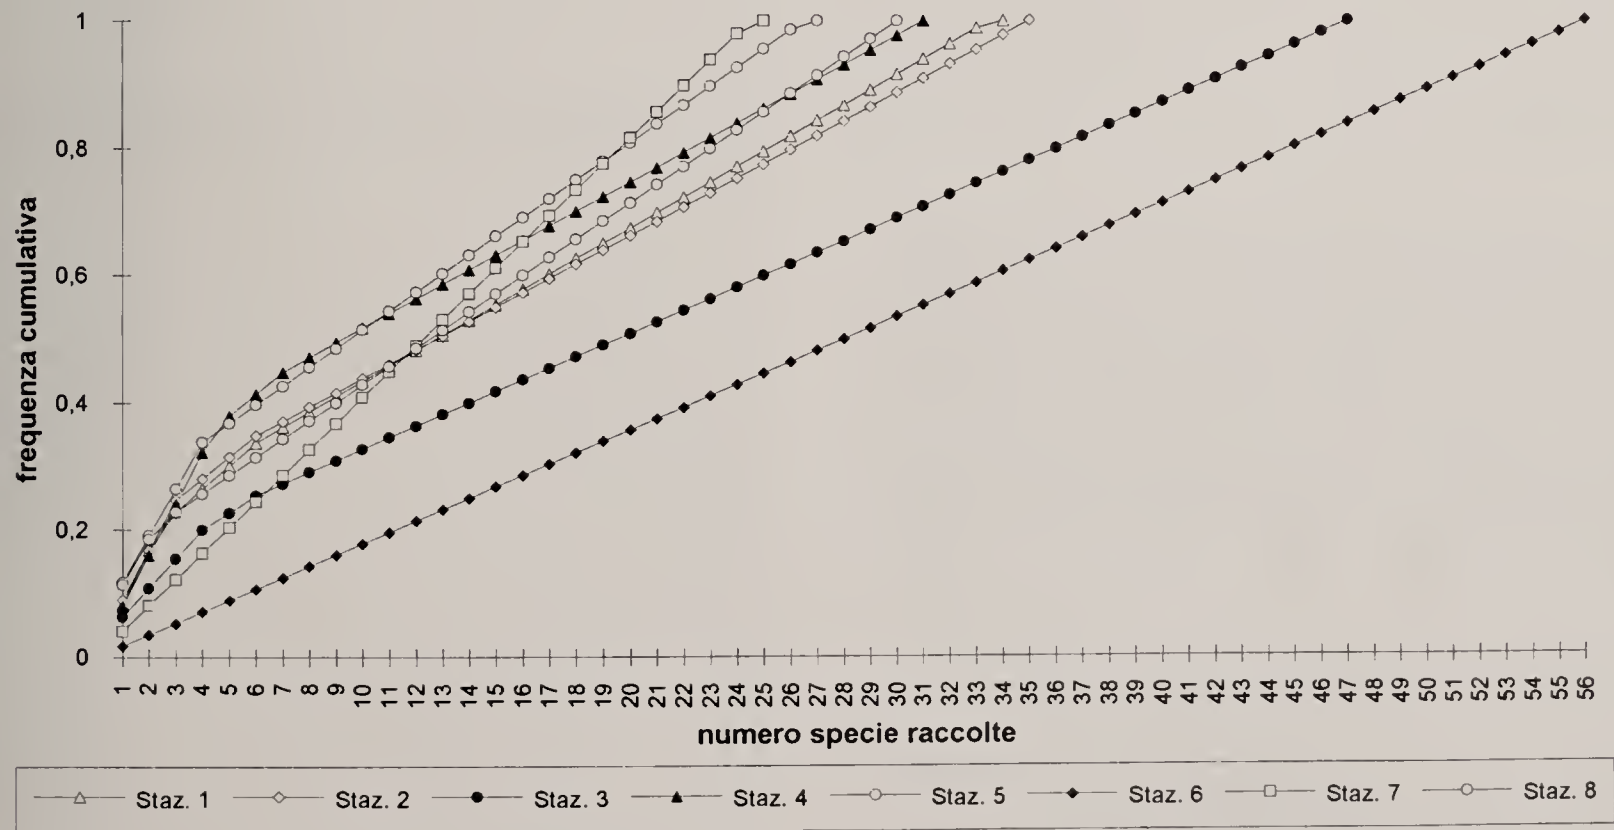 1
0,8
0,6
0,4
0,2
0
frequenza cumulativa
1 2 3 4 5 6 7 8 9 10 11 12 13 14 15 16 17 18 19 20 21 22 23 24 25 26 27 28 29 30 31 32 33 34 35 36 37 38 39 40 41 42 43 44 45 46 47 48 49 50 51 52 53 54 55 56
numero specie raccolte
Staz. 1 Staz. 2 Staz. 3 Staz. 4 Staz. 5 Staz. 6 Staz. 7 Staz. 8